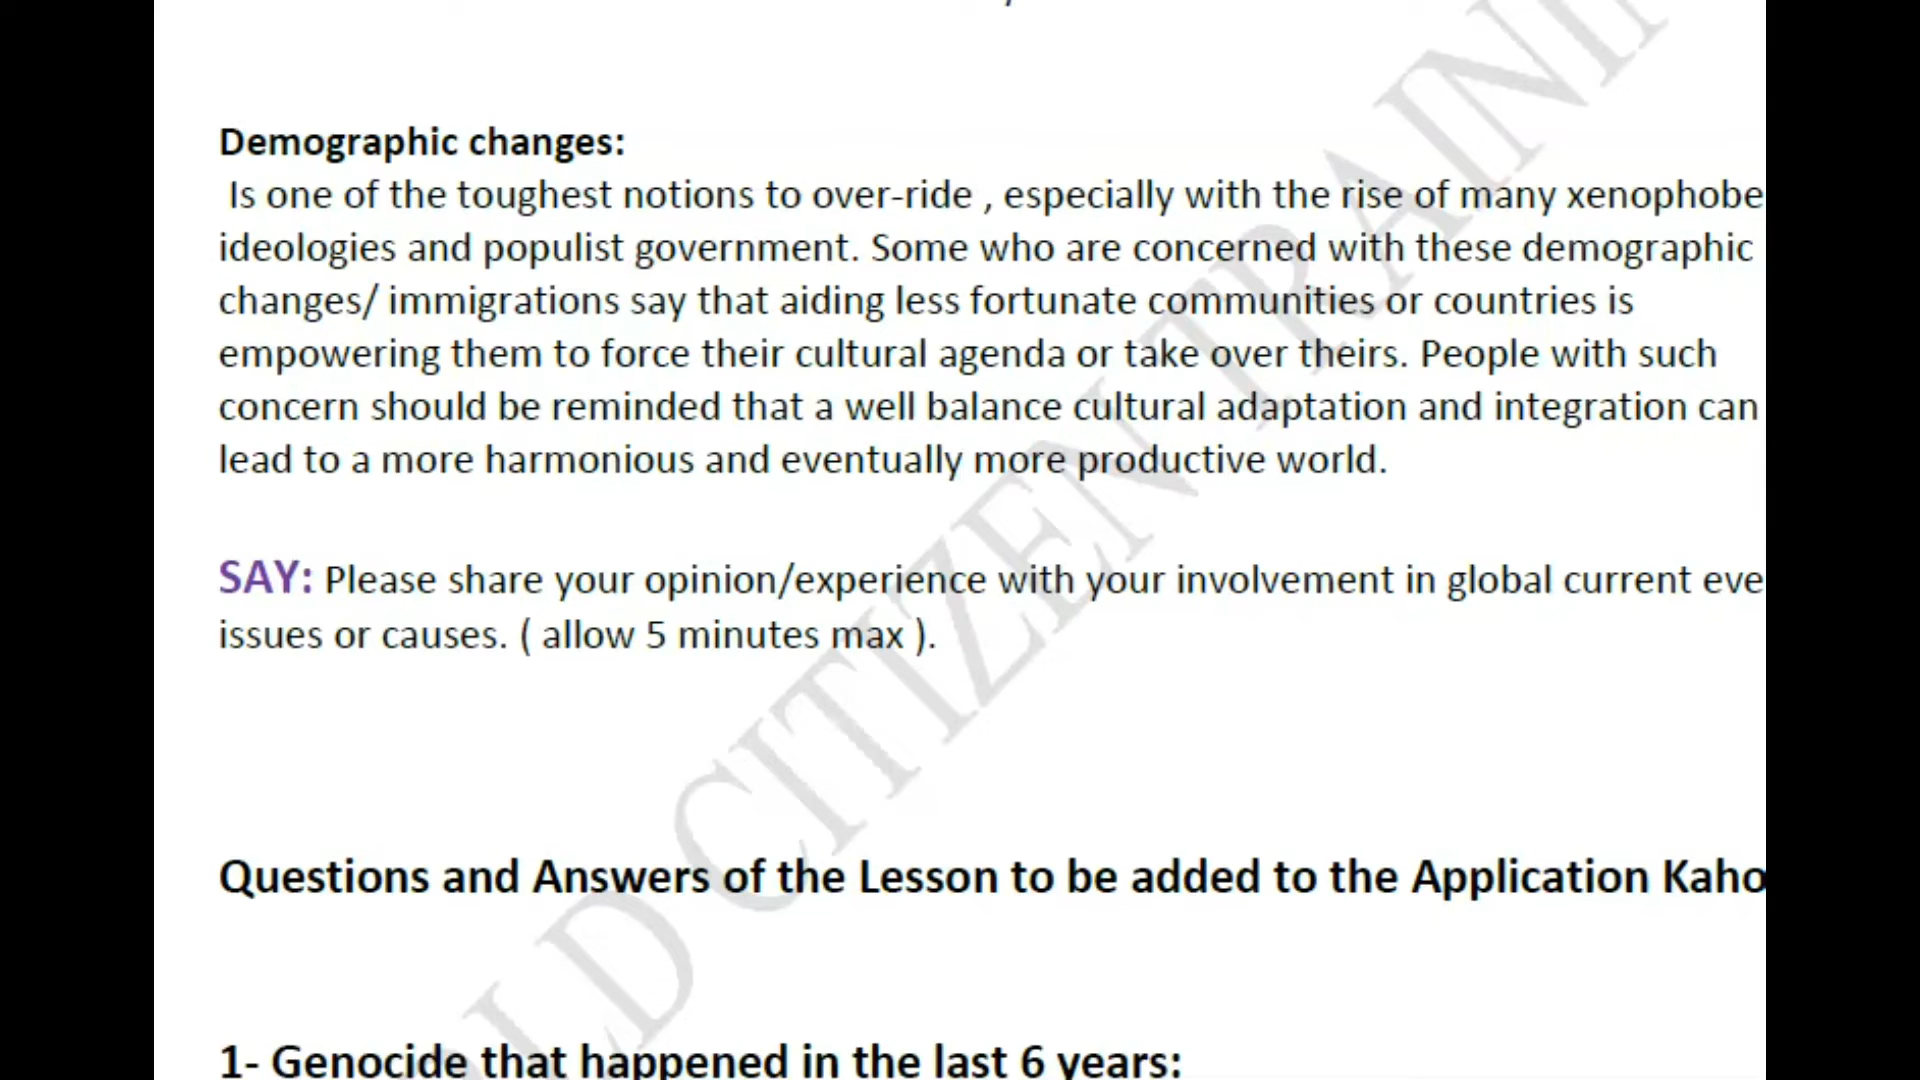 Demographic changes:
Is one of the toughest notions to over-ride , especially with the rise of many xenophobe
ideologies and populist government. Some who are concerned with these demographic
changes/ immigrations say that aiding less fortunate communities or countries is
empowering them to force their cultural agenda or take over theirs. People with such
concern should be reminded that a well balance cultural adaptation and integration can
lead to a more harmonious and eventually more productive world.
SAY: Please share your opinion/experience with your involvement in global current eve
issues or causes. ( allow 5 minutes max ).
Questions and Answers of the Lesson to be added to the Application Kaho
1- Genocide that happened in the last 6 years:
CITIZEN